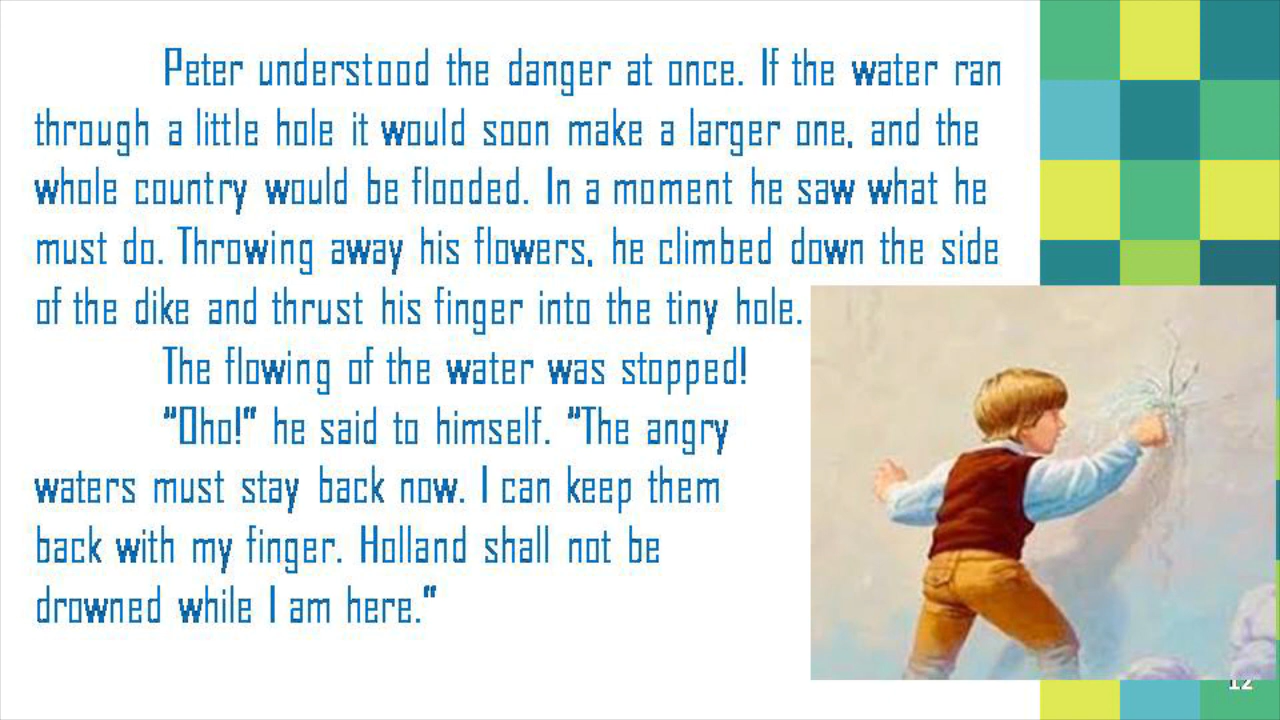 Peter understood the danger at once. If the water ran
through a little hole it would soon make a larger one, and the
whole country would be flooded. In a moment he saw what he
must do. Throwing away his flowers, he climbed down the side
of the dike and thrust his finger into the tiny hole.
The flowing of the water was stopped!
“Oho!“ he said to himself. “The angry
waters must stay back now. I can keep them
back with my finger. Holland shall not be
drowned while I am here.“
12